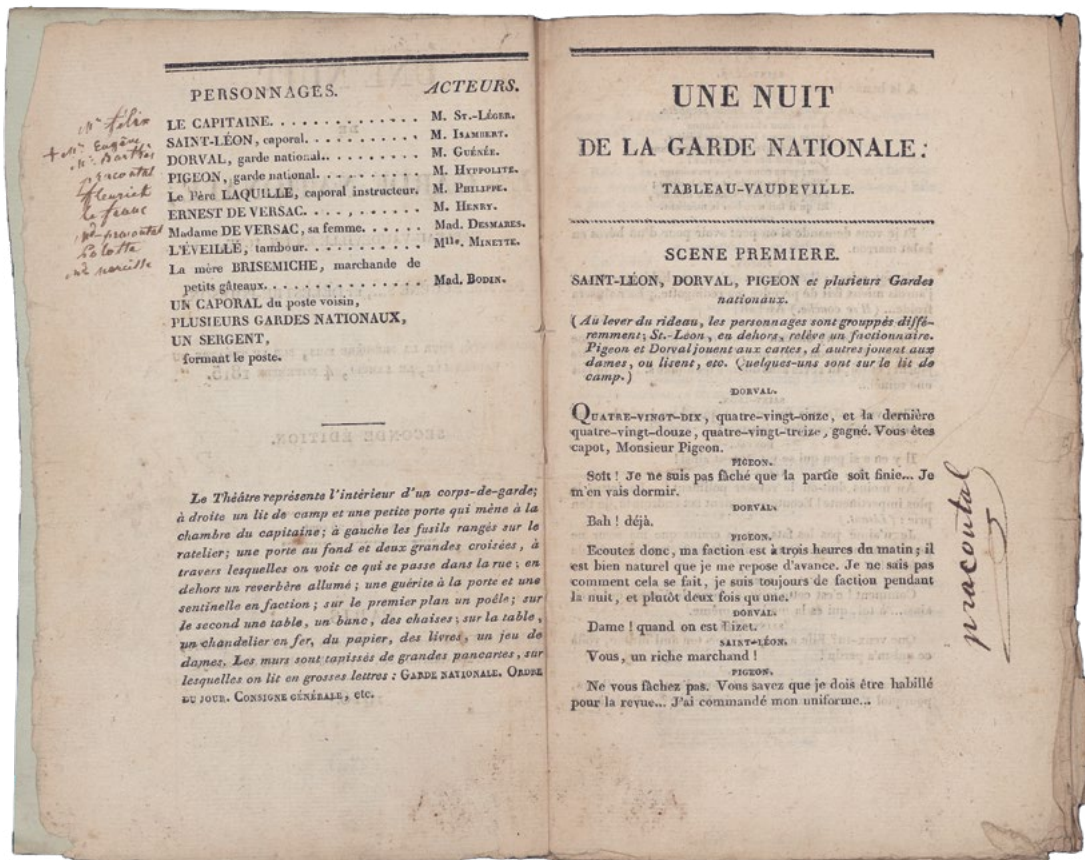 PERSONNAGES. ACTEURS.
Mr félix
LE CAPITAINE. . . . . . . . . . . . . . M. St.-Léger.
+ Mr. Eugène
SAINT-LÉON, caporal. . . . . . . . . . . M. Isambert.
Mr. Barthès
DORVAL, garde national. . . . . . . . . . M. Guénée.
pracontal
PIGEON, garde national. . . . . . . . . . M. Hyppolite.
fleuriet
Le Père LAQUILLE, caporal instructeur. M. Philippe.
le franc
ERNEST DE VERSAC. . . . , . . . . . . M. Henry.
md pracontal
Madame DE VERSAC, sa femme. . . . . . Mad. Desmares.
L'ÉVEILLÉ, tambour. . . . . . . . . . . Mlle. Minette.
md narcisse
La mère BRISEMICHE, marchande de
petits gâteaux. . . . . . . . . . . . . . Mad. Bodin.
UN CAPORAL du poste voisin,
PLUSIEURS GARDES NATIONAUX,
UN SERGENT,
formant le poste.
Le Théâtre représente l'intérieur d'un corps-de-garde;
à droite un lit de camp et une petite porte qui mène à la
chambre du capitaine; à gauche les fusils rangés sur le
ratelier; une porte au fond et deux grandes croisées, à
travers lesquelles on voit ce qui se passe dans la rue; en
dehors un reverbère allumé; une guérite à la porte et une
sentinelle en faction; sur le premier plan un poêle; sur
le second une table, un banc, des chaises; sur la table,
un chandelier en fer, du papier, des livres, un jeu de
dames. Les murs sont tapissés de grandes pancartes, sur
lesquelles on lit en grosses lettres : Garde nationale. Ordre
du jour. Consigne générale, etc.
UNE NUIT
DE LA GARDE NATIONALE:
TABLEAU-VAUDEVILLE.
SCENE PREMIERE.
SAINT-LÉON, DORVAL, PIGEON et plusieurs Gardes
nationaux.
(Au lever du rideau, les personnages sont grouppés diffé-
remment; St.-Léon, en dehors, relève un factionnaire.
Pigeon et Dorval jouent aux cartes, d'autres jouent aux
dames, ou lisent, etc. Quelques-uns sont sur le lit de
camp.)
DORVAL.
Quatre-vingt-dix, quatre-vingt-onze, et la dernière
quatre-vingt-douze, quatre-vingt-treize, gagné. Vous êtes
capot, Monsieur Pigeon.
PIGEON.
Soit! Je ne suis pas fâché que la partie soit finie... Je
m'en vais dormir.
DORVAL.
Bah! déjà.
PIGEON.
Ecoutez donc, ma faction est à trois heures du matin; il
est bien naturel que je me repose d'avance. Je ne sais pas
comment cela se fait, je suis toujours de faction pendant
la nuit, et plutôt deux fois qu'une.
DORVAL.
Dame! quand on est Bizet.
SAINT-LÉON.
Vous, un riche marchand!
PIGEON.
Ne vous fâchez pas. Vous savez que je dois être habillé
pour la revue... J'ai commandé mon uniforme...
pracontal